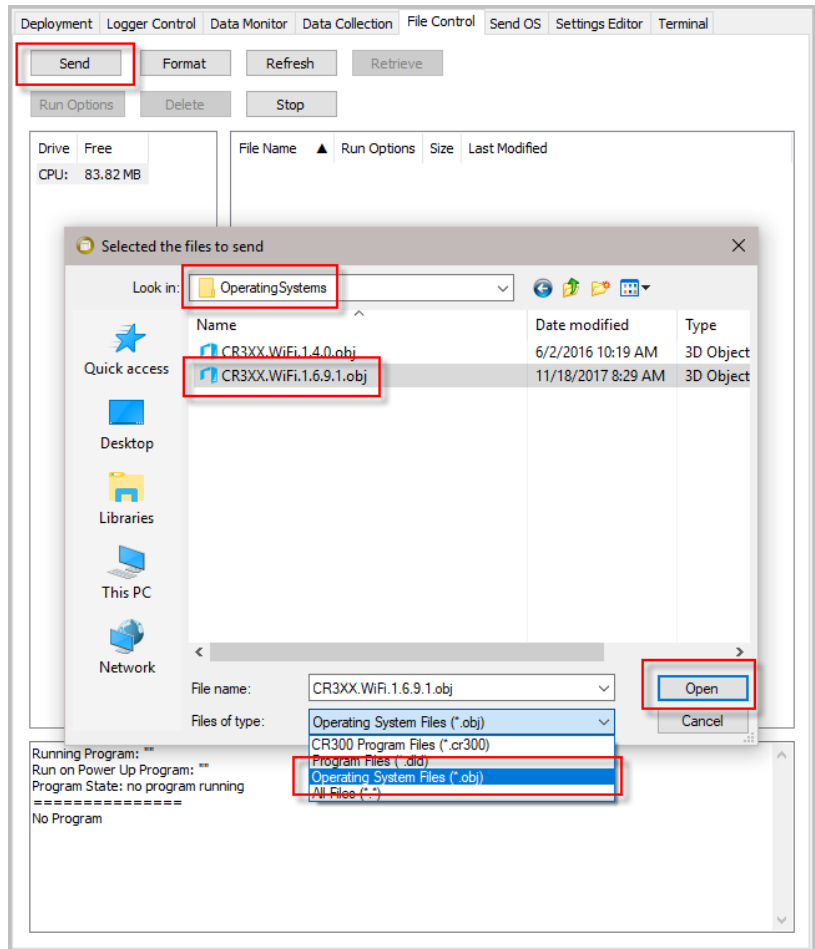 Deployment Logger Control Data Monitor Data Collection File Control Send OS Settings Editor Terminal
Send Format Refresh Retrieve
Run Options Delete Stop
Drive Free File Name ▲ Run Options Size Last Modified
CPU: 83.82 MB
Selected the files to send
Look in: OperatingSystems
Name Date modified Type
CR3XX.WiFi.1.4.0.obj 6/2/2016 10:19 AM 3D Object
CR3XX.WiFi.1.6.9.1.obj 11/18/2017 8:29 AM 3D Object
Quick access
Desktop
Libraries
This PC
Network
File name: CR3XX.WiFi.1.6.9.1.obj Open
Files of type: Operating System Files (*.obj) Cancel
CR300 Program Files (*.cr300)
Program Files (*.dld)
Operating System Files (*.obj)
All Files (*.*)
Running Program: ""
Run on Power Up Program: ""
Program State: no program running
===============
No Program